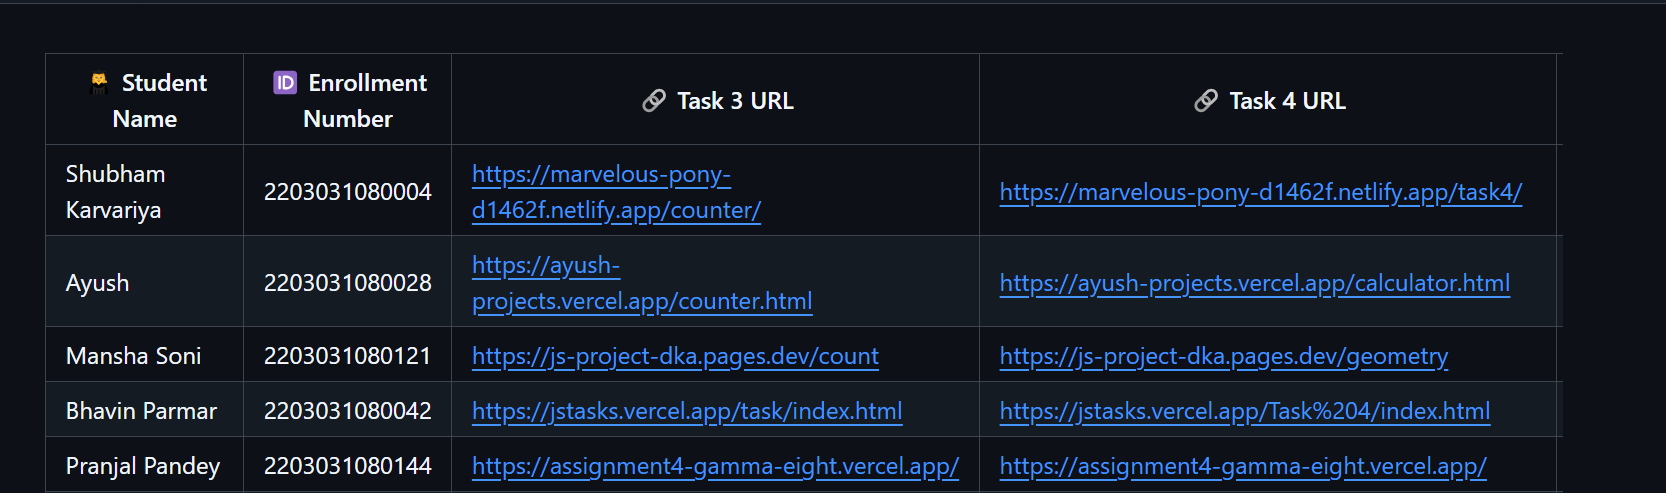 Student Name
ID Enrollment Number
Task 3 URL
Task 4 URL
Shubham Karvariya
2203031080004
https://marvelous-pony-
d1462f.netlify.app/counter/
https://marvelous-pony-d1462f.netlify.app/task4/
Ayush
2203031080028
https://ayush-
projects.vercel.app/counter.html
https://ayush-projects.vercel.app/calculator.html
Mansha Soni
2203031080121
https://js-project-dka.pages.dev/count
https://js-project-dka.pages.dev/geometry
Bhavin Parmar
2203031080042
https://jstasks.vercel.app/task/index.html
https://jstasks.vercel.app/Task%204/index.html
Pranjal Pandey
2203031080144
https://assignment4-gamma-eight.vercel.app/
https://assignment4-gamma-eight.vercel.app/